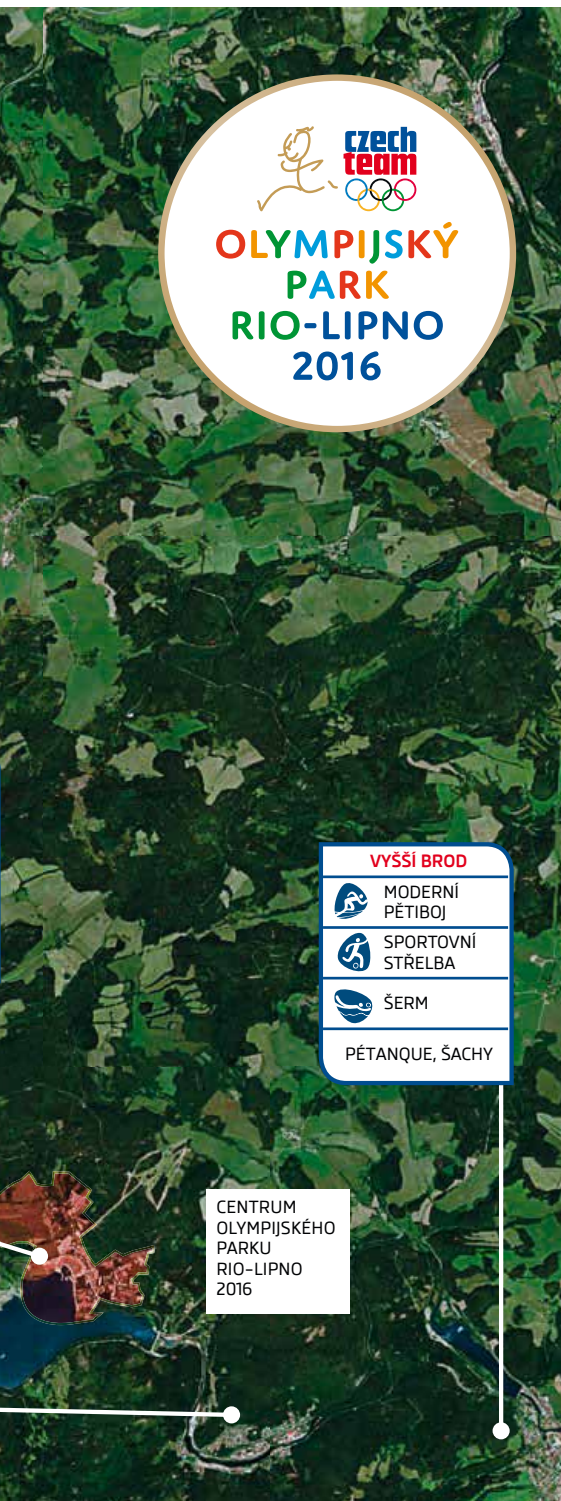 czech
team
OLYMPIJSKÝ
PARK
RIO-LIPNO
2016
VYŠŠÍ BROD
MODERNÍ
PĚTIBOJ
SPORTOVNÍ
STŘELBA
ŠERM
PÉTANQUE, ŠACHY
CENTRUM
OLYMPIJSKÉHO
PARKU
RIO-LIPNO
2016